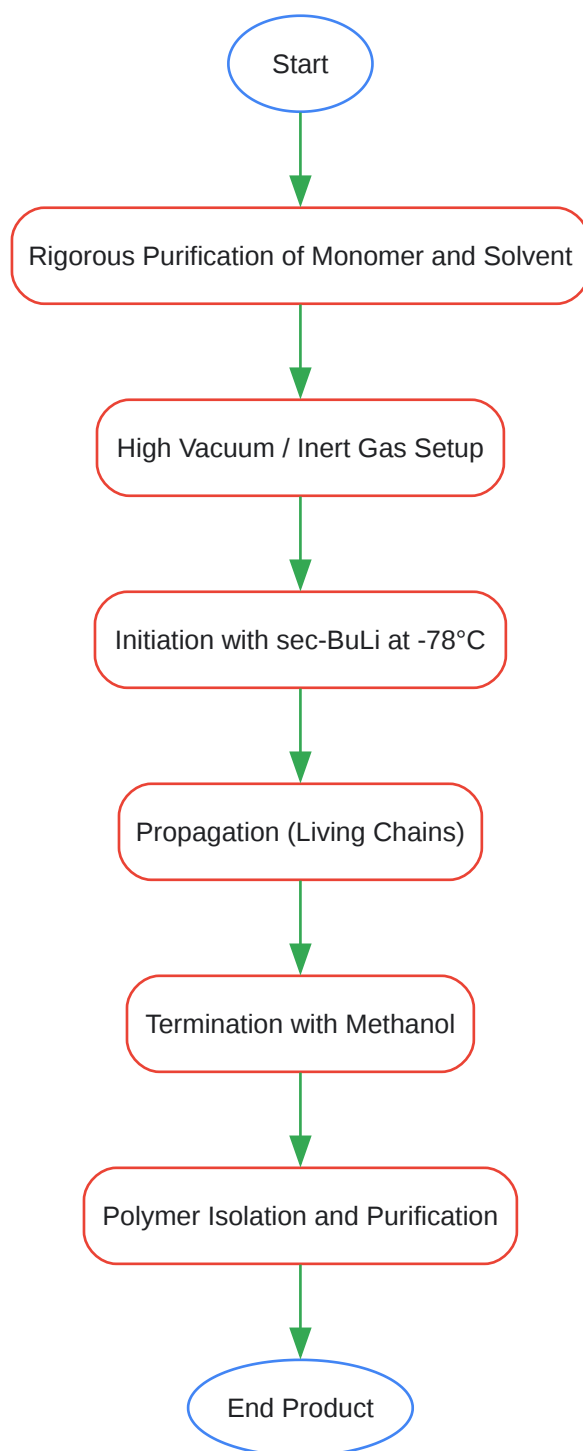 Start
Rigorous Purification of Monomer and Solvent
High Vacuum / Inert Gas Setup
Initiation with sec-BuLi at -78°C
Propagation (Living Chains)
Termination with Methanol
Polymer Isolation and Purification
End Product